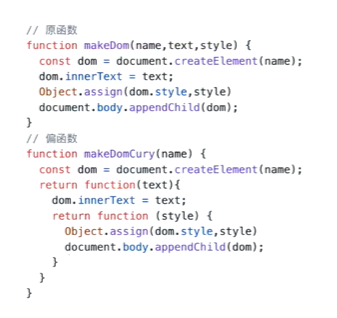 // 原函数
function makeDom(name,text,style) {
  const dom = document.createElement(name);
  dom.innerText = text;
  Object.assign(dom.style,style)
  document.body.appendChild(dom);
}
// 偏函数
function makeDomCury(name) {
  const dom = document.createElement(name);
  return function(text){
    dom.innerText = text;
    return function (style) {
      Object.assign(dom.style,style)
      document.body.appendChild(dom);
    }
  }
}